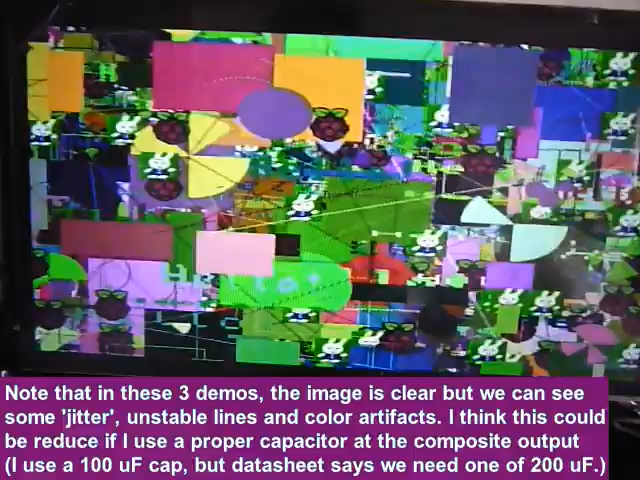 Hello!
Note that in these 3 demos, the image is clear but we can see
some 'jitter', unstable lines and color artifacts. I think this could
be reduce if I use a proper capacitor at the composite output
(I use a 100 uF cap, but datasheet says we need one of 200 uF.)